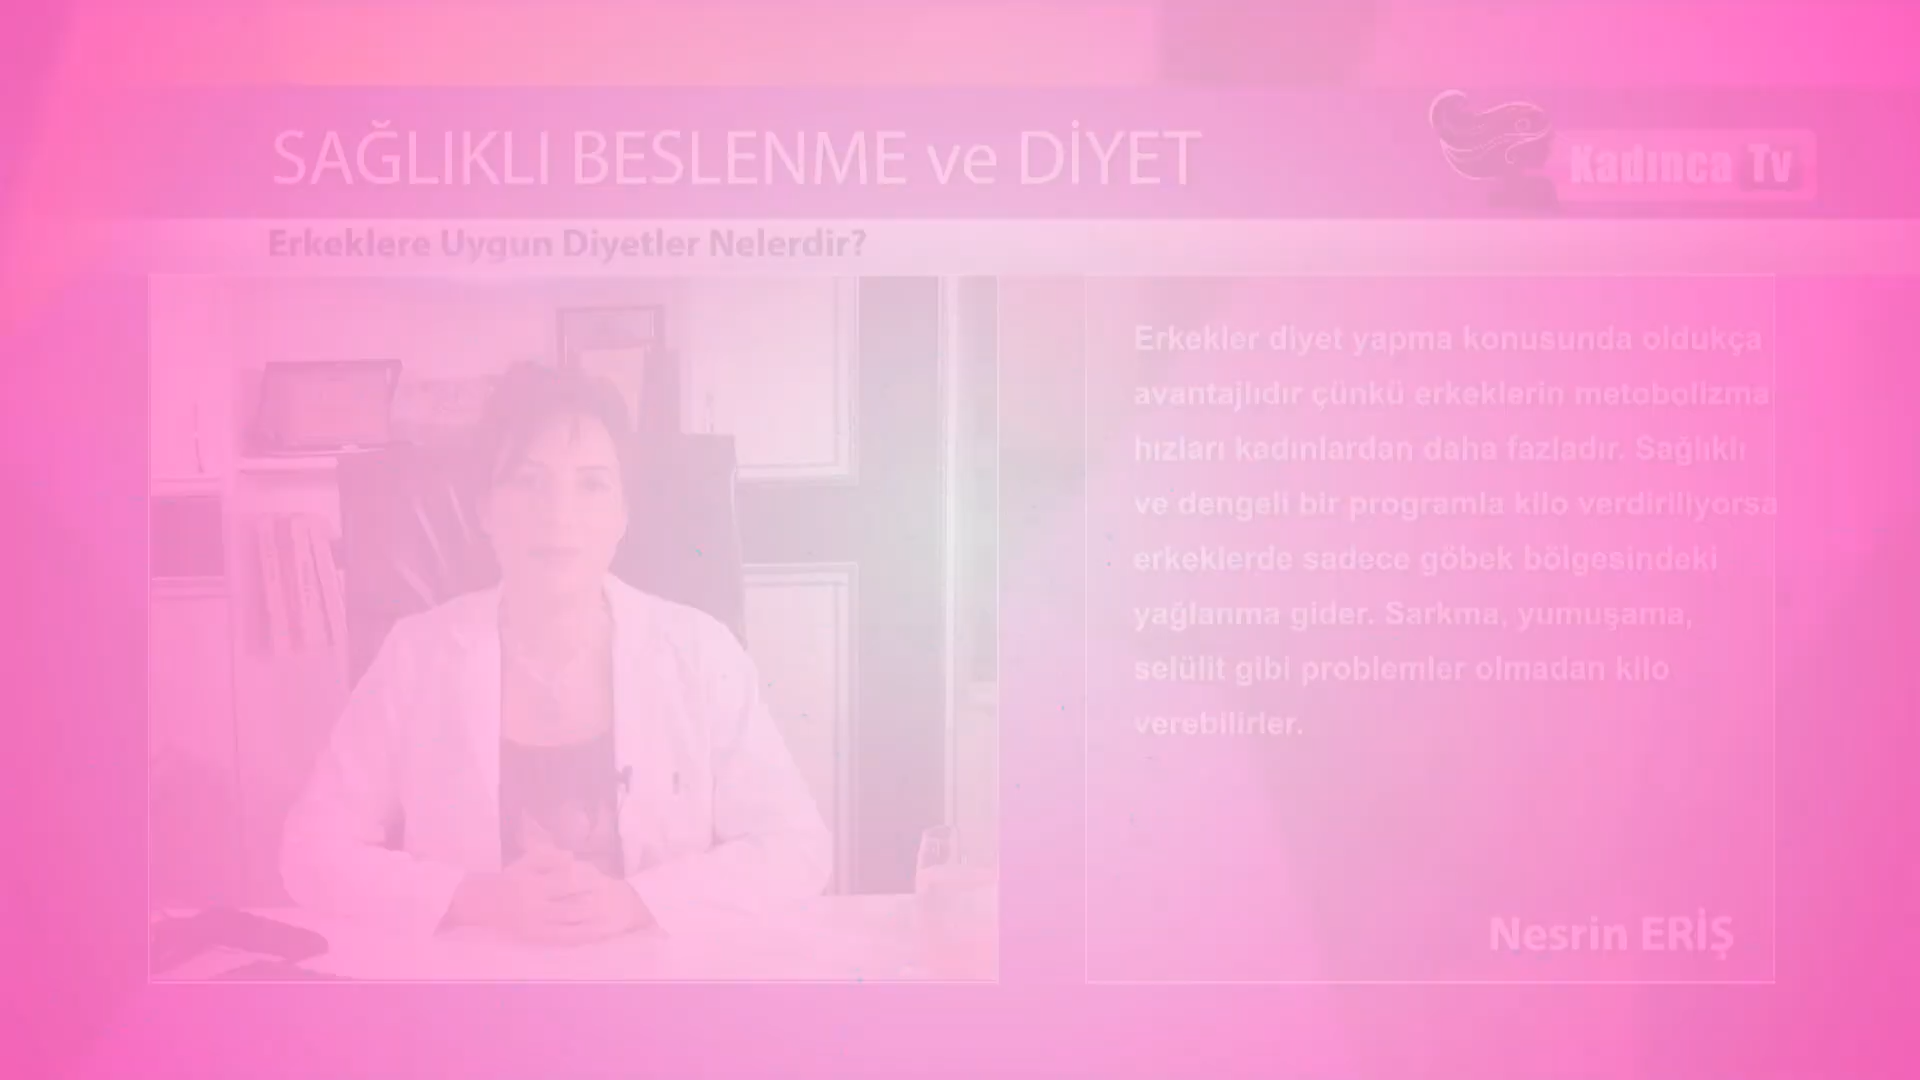 SAĞLIKLI BESLENME ve DİYET
Kadınca Tv
Erkeklere Uygun Diyetler Nelerdir?
Erkekler diyet yapma konusunda oldukça
avantajlıdır çünkü erkeklerin metobolizma
hızları kadınlardan daha fazladır. Sağlıklı
ve dengeli bir programla kilo verdiriliyorsa
erkeklerde sadece göbek bölgesindeki
yağlanma gider. Sarkma, yumuşama,
selülit gibi problemler olmadan kilo
verebilirler.
Nesrin ERİŞ